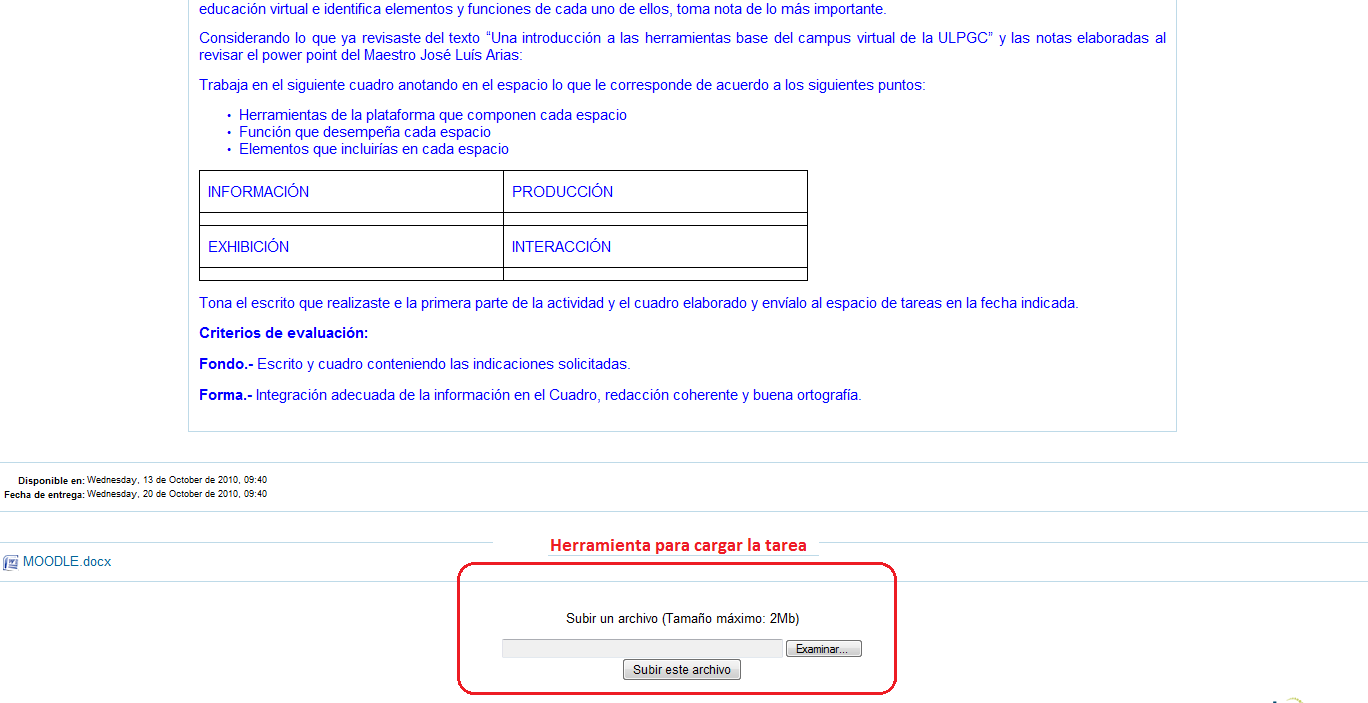 educación virtual e identifica elementos y funciones de cada uno de ellos, toma nota de lo más importante.
Considerando lo que ya revisaste del texto “Una introducción a las herramientas base del campus virtual de la ULPGC” y las notas elaboradas al
revisar el power point del Maestro José Luís Arias:
Trabaja en el siguiente cuadro anotando en el espacio lo que le corresponde de acuerdo a los siguientes puntos:
• Herramientas de la plataforma que componen cada espacio
• Función que desempeña cada espacio
• Elementos que incluirías en cada espacio
INFORMACIÓN PRODUCCIÓN
EXHIBICIÓN INTERACCIÓN
Tona el escrito que realizaste e la primera parte de la actividad y el cuadro elaborado y envíalo al espacio de tareas en la fecha indicada.
Criterios de evaluación:
Fondo.- Escrito y cuadro conteniendo las indicaciones solicitadas.
Forma.- Integración adecuada de la información en el Cuadro, redacción coherente y buena ortografía.
Disponible en: Wednesday, 13 de October de 2010, 09:40
Fecha de entrega: Wednesday, 20 de October de 2010, 09:40
Herramienta para cargar la tarea
MOODLE.docx
Subir un archivo (Tamaño máximo: 2Mb)
Examinar...
Subir este archivo